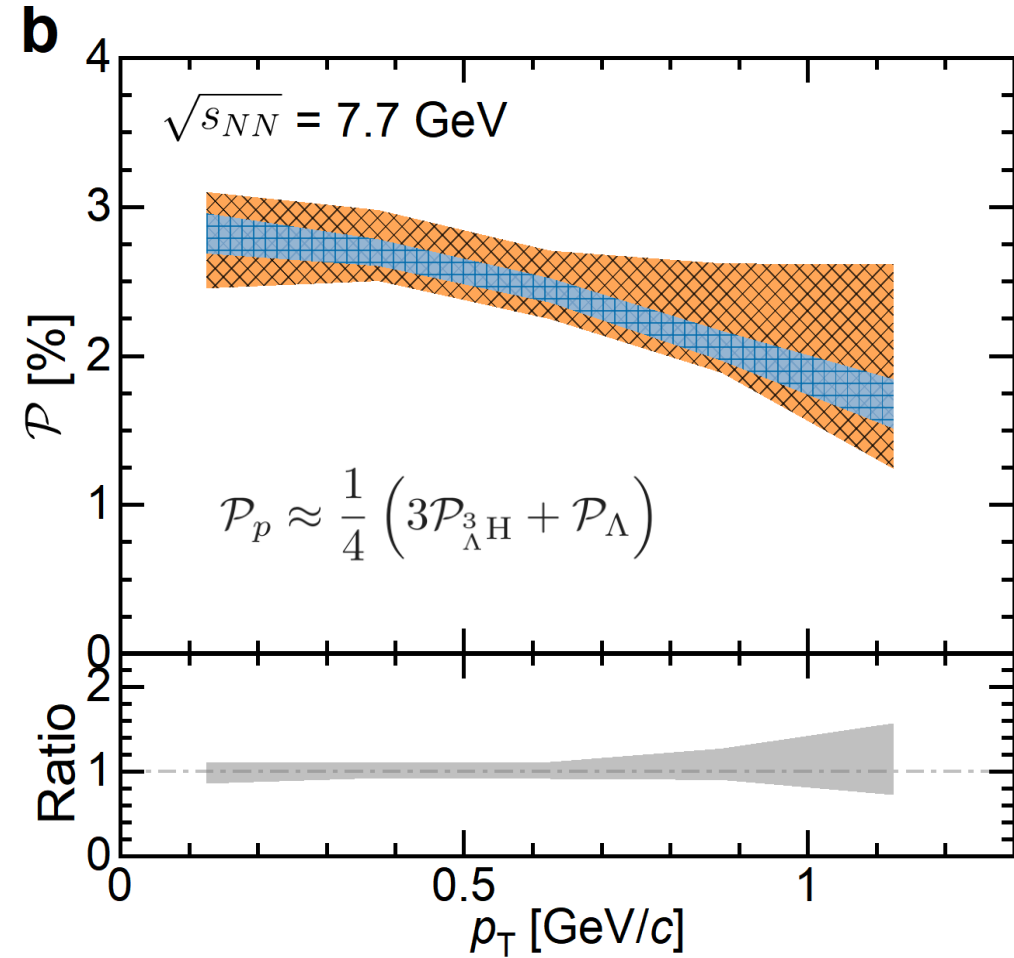 b
4
√s_NN = 7.7 GeV
3
2
1
0
𝒫 [%]
𝒫_p ≈ 1/4 (3𝒫_{³_ΛH} + 𝒫_Λ)
2
1
0
Ratio
0 0.5 1
p_T [GeV/c]